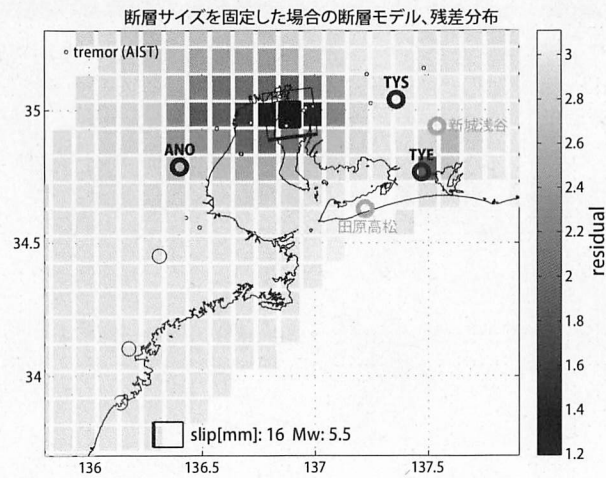 断層サイズを固定した場合の断層モデル、残差分布
tremor (AIST)
TYS
新城浅谷
ANO
TYE
田原高松
slip[mm]: 16 Mw: 5.5
35
34.5
34
136
136.5
137
137.5
3
2.8
2.6
2.4
2.2
2
1.8
1.6
1.4
1.2
residual